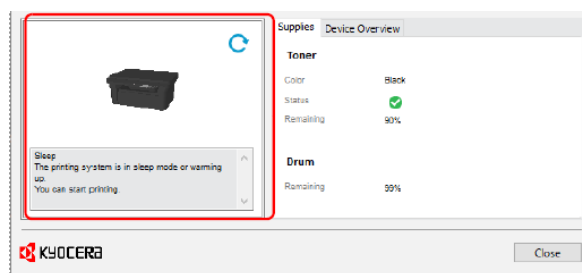 Supplies Device Overview
Toner
Color Black
Status
Remaining 90%
Sleep
The printing system is in sleep mode or warming
up.
You can start printing.
Drum
Remaining 99%
KYOCERA
Close